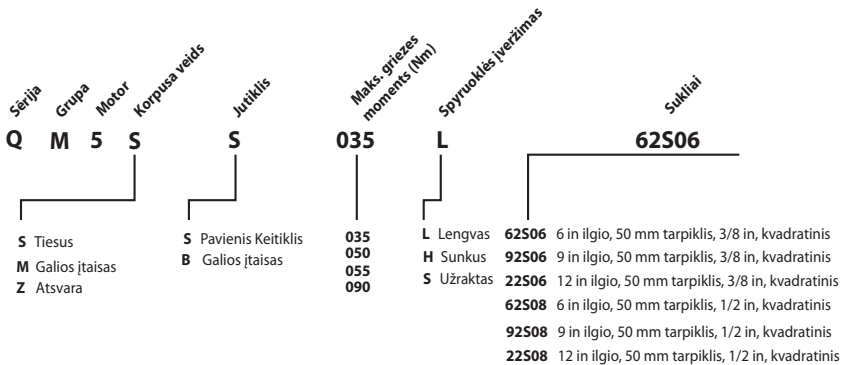 Sērija Grupa Motor Korpusa veids Jutiklis Maks. griezes moments (Nm) Spyruoklės įveržimas Sukliai
Q M 5 S S 035 L 62S06
S Tiesus
M Galios įtaisas
Z Atsvara
S Pavienis Keitiklis
B Galios įtaisas
035
050
055
090
L Lengvas
H Sunkus
S Užraktas
62S06 6 in ilgio, 50 mm tarpiklis, 3/8 in, kvadratinis
92S06 9 in ilgio, 50 mm tarpiklis, 3/8 in, kvadratinis
22S06 12 in ilgio, 50 mm tarpiklis, 3/8 in, kvadratinis
62S08 6 in ilgio, 50 mm tarpiklis, 1/2 in, kvadratinis
92S08 9 in ilgio, 50 mm tarpiklis, 1/2 in, kvadratinis
22S08 12 in ilgio, 50 mm tarpiklis, 1/2 in, kvadratinis